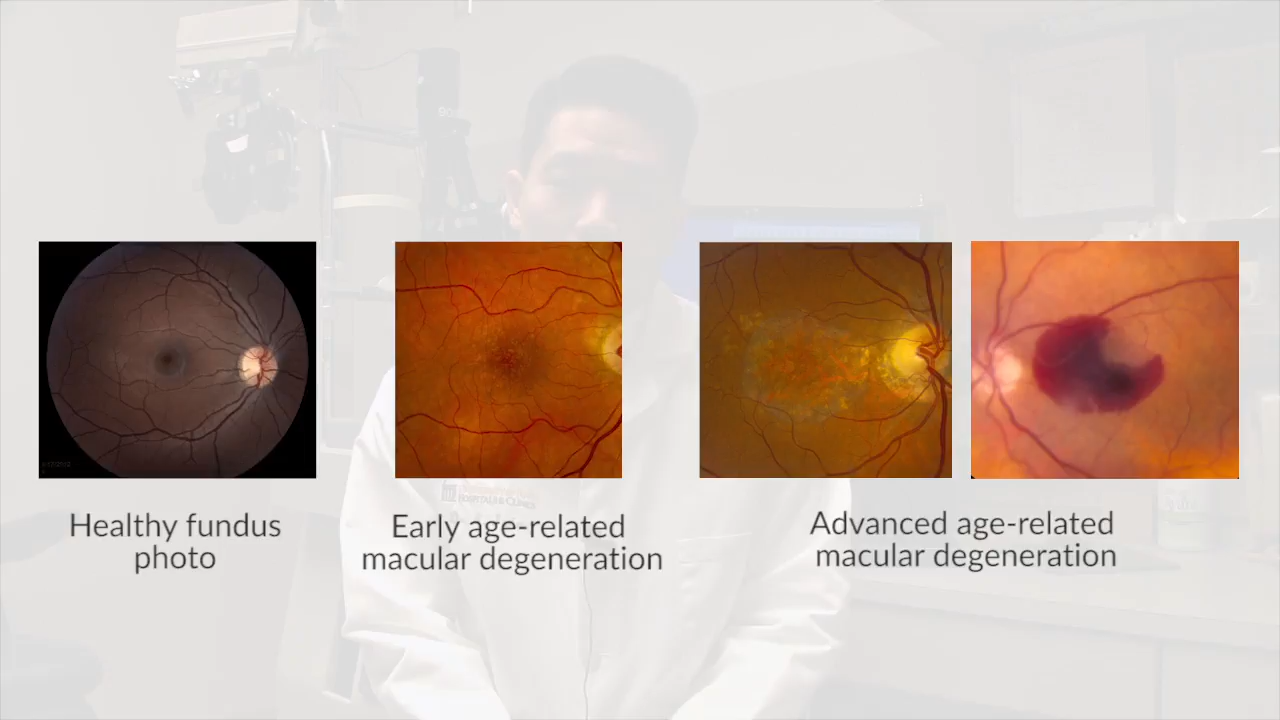 Healthy fundus
photo
Early age-related
macular degeneration
Advanced age-related
macular degeneration